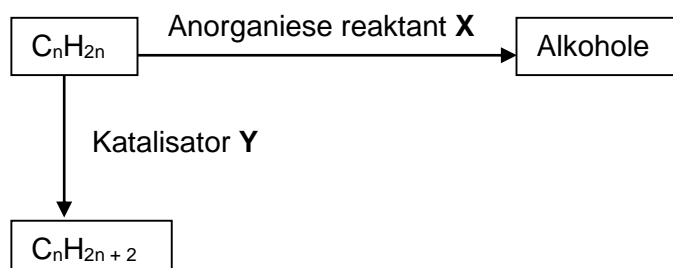 Anorganiese reaktant X
CnH2n
Alkohole
Katalisator Y
CnH2n + 2